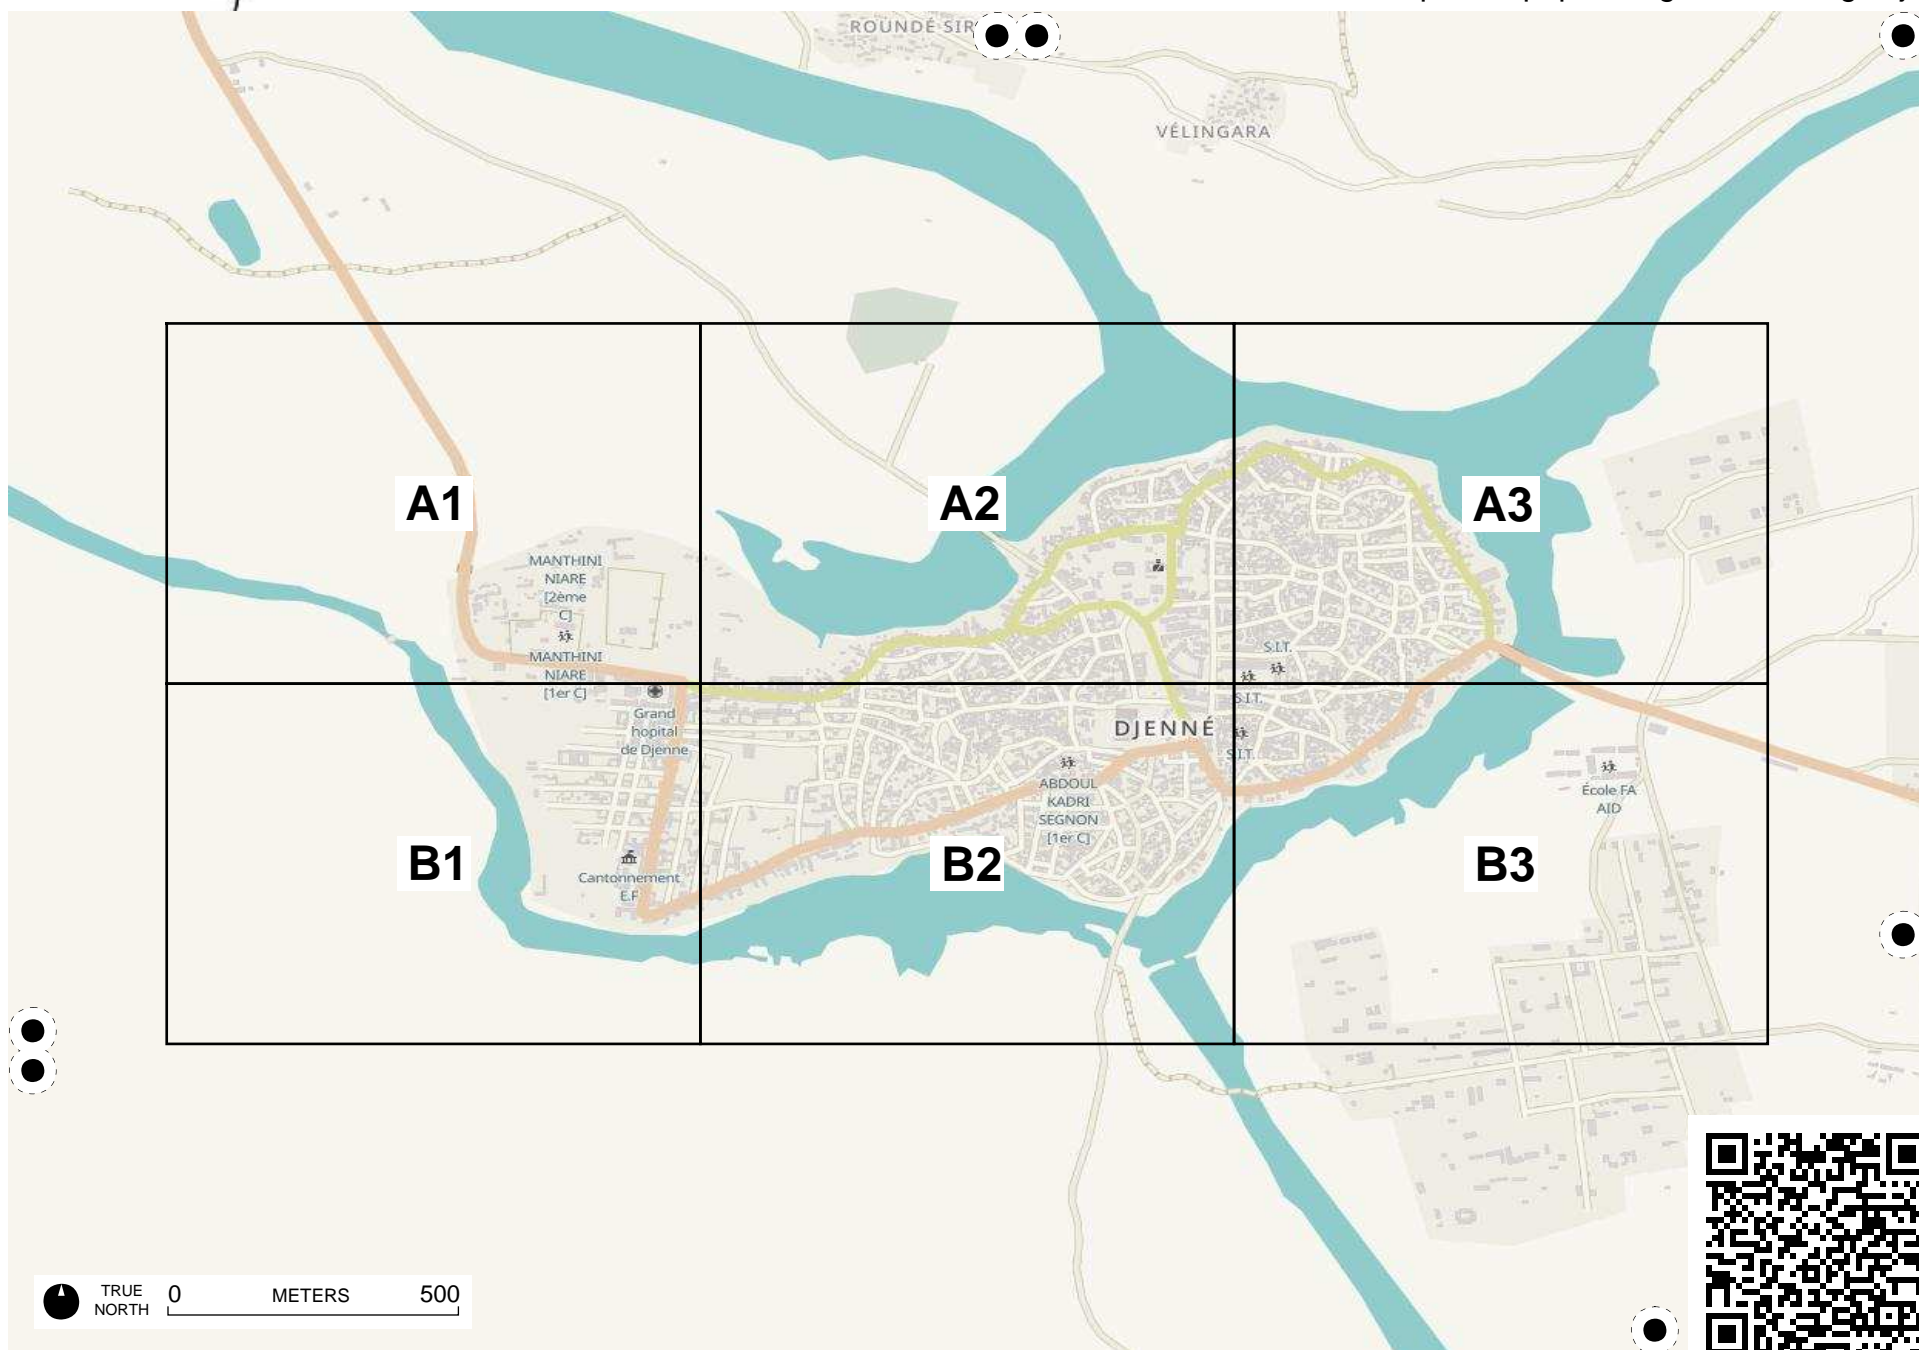 ROUNDÉ SIR
VÉLINGARA
A1
A2
A3
MANTHINI
NIARE
[2ème
C]
MANTHINI
NIARE
[1er C]
S.I.T.
S.I.T.
S.I.T.
Grand
hopital
de Djenne
DJENNÉ
ABDOUL
KADRI
SEGNON
[1er C]
École FA
AID
B1
B2
B3
Cantonnement
E.F
TRUE
NORTH
0 METERS 500